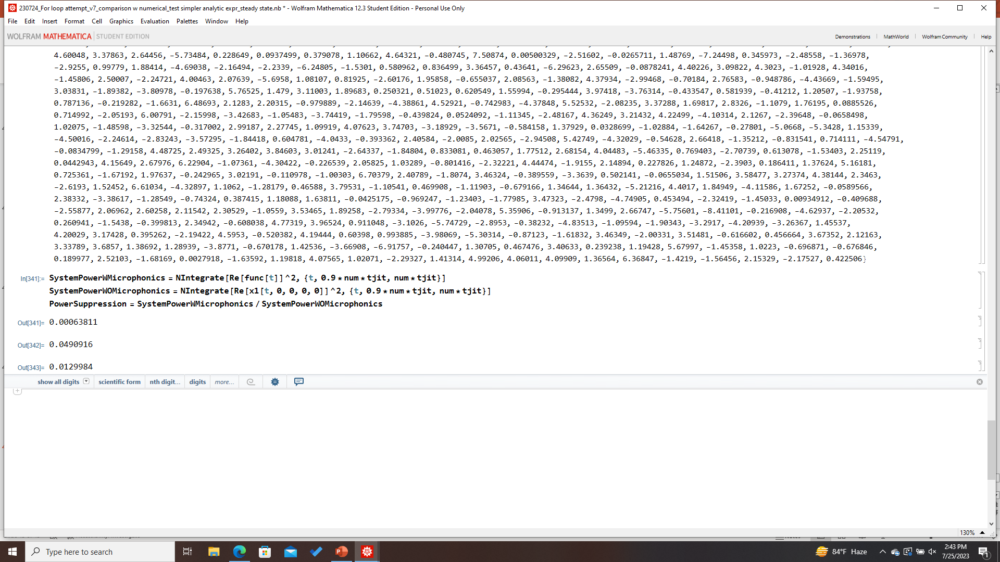 230724_For loop attempt_v7_comparison w numerical_test simpler analytic expr_steady state.nb * - Wolfram Mathematica 12.3 Student Edition - Personal Use Only
File Edit Insert Format Cell Graphics Evaluation Palettes Window Help
WOLFRAM MATHEMATICA STUDENT EDITION
Demonstrations MathWorld Wolfram Community Help
4.60048, 3.37863, 2.64456, -5.73484, 0.228649, 0.0937499, 0.379078, 1.10662, 4.64321, -0.480745, 7.50874, 0.00500329, -2.51602, -0.0265711, 1.48769, -7.24498, 0.345973, -2.48558, -1.36978,
-2.9255, 0.99779, 1.88414, -4.69038, -2.16494, -2.2339, -6.24805, -1.5301, 0.580962, 0.836499, 3.36457, 0.43641, -6.29623, 2.65509, -0.0878241, 4.40226, 3.09822, 4.3023, -1.01928, 4.34016,
-1.45806, 2.50007, -2.24721, 4.00463, 2.07639, -5.6958, 1.08107, 0.81925, -2.60176, 1.95858, -0.655037, 2.08563, -1.38082, 4.37934, -2.99468, -0.70184, 2.76583, -0.948786, -4.43669, -1.59495,
3.03831, -1.89382, -3.80978, -0.197638, 5.76525, 1.479, 3.11003, 1.89683, 0.250321, 0.51023, 0.620549, 1.55994, -0.295444, 3.97418, -3.76314, -0.433547, 0.581939, -0.41212, 1.20507, -1.93758,
0.787136, -0.219282, -1.6631, 6.48693, 2.1283, 2.20315, -0.979889, -2.14639, -4.38861, 4.52921, -0.742983, -4.37848, 5.52532, -2.08235, 3.37288, 1.69817, 2.8326, -1.1079, 1.76195, 0.0885526,
0.714992, -2.05193, 6.00791, -2.15998, -3.42683, -1.05483, -3.74419, -1.79598, -0.439824, 0.0524092, -1.11345, -2.48167, 4.36249, 3.21432, 4.22499, -4.10314, 2.1267, -2.39648, -0.0658498,
1.02075, -1.48598, -3.32544, -0.317002, 2.99187, 2.27745, 1.09919, 4.07623, 3.74703, -3.18929, -3.5671, -0.584158, 1.37929, 0.0328699, -1.02884, -1.64267, -0.27801, -5.0668, -5.3428, 1.15339,
-4.50016, -2.24614, -2.83243, -3.57295, -1.84418, 0.604781, -4.0433, -0.393362, 2.40584, -2.0085, 2.02565, -2.94508, 5.42749, -4.32029, -0.54628, 2.66418, -1.35212, -0.831541, 0.714111, -4.54791,
-0.0834799, -1.29158, 4.48725, 2.49325, 3.26402, 3.84603, 3.01241, -2.64337, -1.84804, 0.833081, 0.463057, 1.77512, 2.68154, 4.04483, -5.46335, 0.769403, -2.70739, 0.613078, -1.53403, 2.25119,
0.0442943, 4.15649, 2.67976, 6.22904, -1.07361, -4.30422, -0.226539, 2.05825, 1.03289, -0.801416, -2.32221, 4.44474, -1.9155, 2.14894, 0.227826, 1.24872, -2.3903, 0.186411, 1.37624, 5.16181,
0.725361, -1.67192, 1.97637, -0.242965, 3.02191, -0.110978, -1.00303, 6.70379, 2.40789, -1.8074, 3.46324, -0.389559, -3.3639, 0.502141, -0.0655034, 1.51506, 3.58477, 3.27374, 4.38144, 2.3463,
-2.6193, 1.52452, 6.61034, -4.32897, 1.1062, -1.28179, 0.46588, 3.79531, -1.10541, 0.469908, -1.11903, -0.679166, 1.34644, 1.36432, -5.21216, 4.4017, 1.84949, -4.11586, 1.67252, -0.0589566,
2.38332, -3.38617, -1.28549, -0.74324, 0.387415, 1.18088, 1.63811, -0.0425175, -0.969247, -1.23403, -1.77985, 3.47323, -2.4798, -4.74905, 0.453494, -2.32419, -1.45033, 0.00934912, -0.409688,
-2.55877, 2.06962, 2.60258, 2.11542, 2.30529, -1.0559, 3.53465, 1.89258, -2.79334, -3.99776, -2.04078, 5.35906, -0.913137, 1.3499, 2.66747, -5.75601, -8.41101, -0.216908, -4.62937, -2.20532,
0.260941, -1.5438, -0.399813, 2.34942, -0.608038, 4.77319, 3.96524, 0.911048, -3.1026, -5.74729, -2.8953, -0.38232, -4.83513, -1.09594, -1.90343, -3.2917, -4.20939, -3.26367, 1.45537,
4.20029, 3.17428, 0.395262, -2.19422, 4.5953, -0.520382, 4.19444, 0.60398, 0.993885, -3.98069, -5.30314, -0.87123, -1.61832, 3.46349, -2.00331, 3.51481, -0.616602, 0.456664, 3.67352, 2.12163,
3.33789, 3.6857, 1.38692, 1.28939, -3.8771, -0.670178, 1.42536, -3.66908, -6.91757, -0.240447, 1.30705, 0.467476, 3.40633, 0.239238, 1.19428, 5.67997, -1.45358, 1.0223, -0.696871, -0.676846,
0.189977, 2.52103, -1.68169, 0.0027918, -1.63592, 1.19818, 4.07565, 1.02071, -2.29327, 1.41314, 4.99206, 4.06011, 4.09909, 1.36564, 6.36847, -1.4219, -1.56456, 2.15329, -2.17527, 0.422506}
In[341]:= SystemPowerWMicrophonics = NIntegrate[Re[func[t]]^2, {t, 0.9*num*tjit, num*tjit}]
SystemPowerWOMicrophonics = NIntegrate[Re[x1[t, 0, 0, 0, 0]]^2, {t, 0.9*num*tjit, num*tjit}]
PowerSuppression = SystemPowerWMicrophonics / SystemPowerWOMicrophonics
Out[341]= 0.00063811
Out[342]= 0.0490916
Out[343]= 0.0129984
show all digits scientific form nth digit... digits more...
130%
Type here to search
84°F Haze
2:43 PM
7/25/2023
1